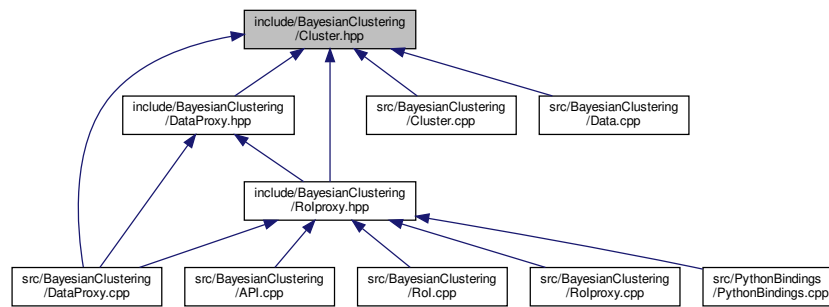 include/BayesianClustering
/Cluster.hpp
include/BayesianClustering
/DataProxy.hpp
src/BayesianClustering
/Cluster.cpp
src/BayesianClustering
/Data.cpp
include/BayesianClustering
/RoIproxy.hpp
src/BayesianClustering
/DataProxy.cpp
src/BayesianClustering
/API.cpp
src/BayesianClustering
/RoI.cpp
src/BayesianClustering
/RoIproxy.cpp
src/PythonBindings
/PythonBindings.cpp